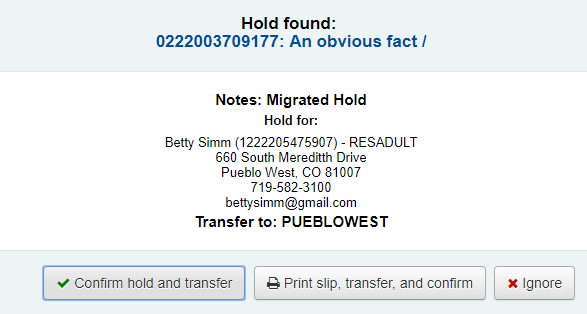 Hold found:
0222003709177: An obvious fact /
Notes: Migrated Hold
Hold for:
Betty Simm (1222205475907) - RESADULT
660 South Mereditth Drive
Pueblo West, CO 81007
719-582-3100
bettysimm@gmail.com
Transfer to: PUEBLOWEST
Confirm hold and transfer
Print slip, transfer, and confirm
Ignore